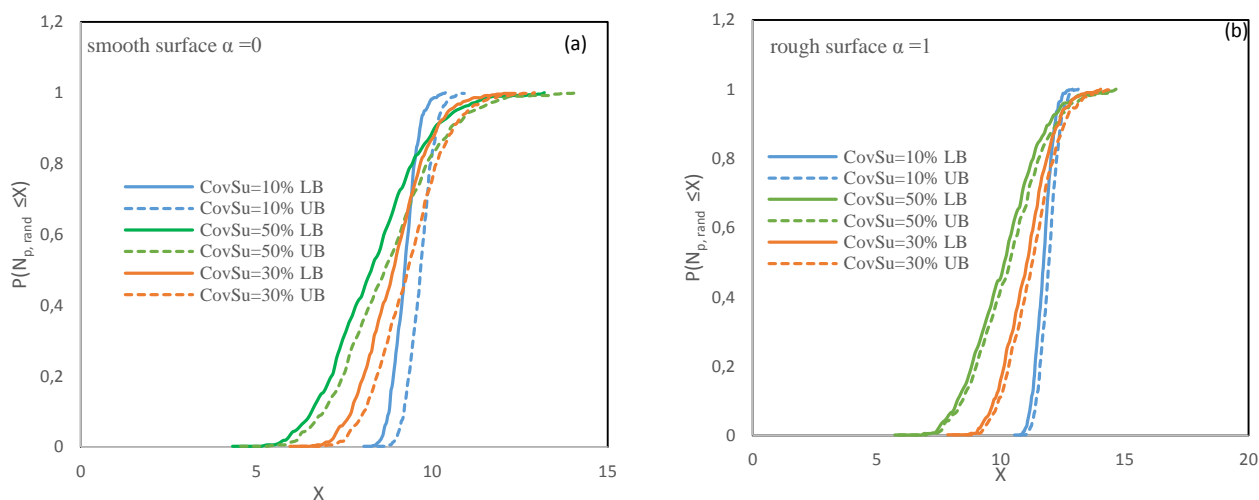 smooth surface α =0
(a)
P(Np, rand ≤X)
1,2
1
0,8
0,6
0,4
0,2
0
CovSu=10% LB
CovSu=10% UB
CovSu=50% LB
CovSu=50% UB
CovSu=30% LB
CovSu=30% UB
0 5 10 15
X
rough surface α =1
(b)
P(Np, rand ≤X)
1,2
1
0,8
0,6
0,4
0,2
0
CovSu=10% LB
CovSu=10% UB
CovSu=50% LB
CovSu=50% UB
CovSu=30% LB
CovSu=30% UB
0 5 10 15 20
X